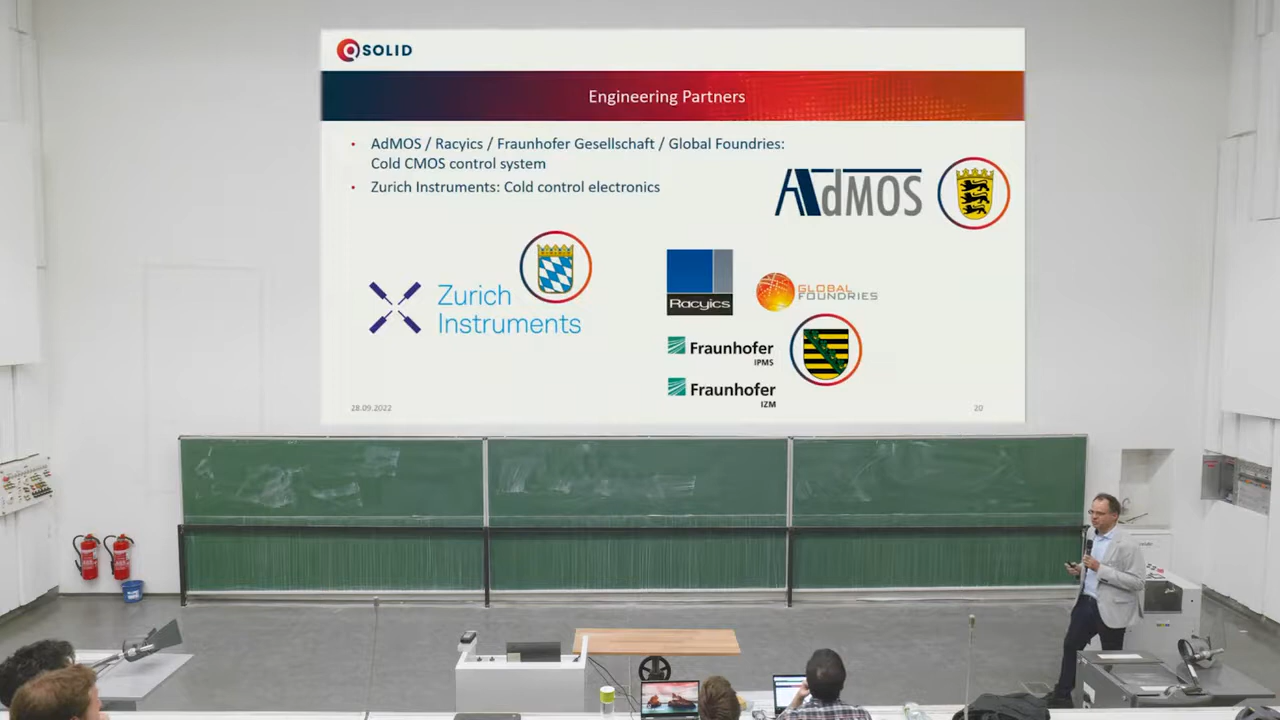 QSOLID
Engineering Partners
• AdMOS / Racyics / Fraunhofer Gesellschaft / Global Foundries:
Cold CMOS control system
• Zurich Instruments: Cold control electronics
AdMOS
Zurich
Instruments
Racyics
GLOBAL
FOUNDRIES
Fraunhofer
IPMS
Fraunhofer
IZM
28.09.2022
20